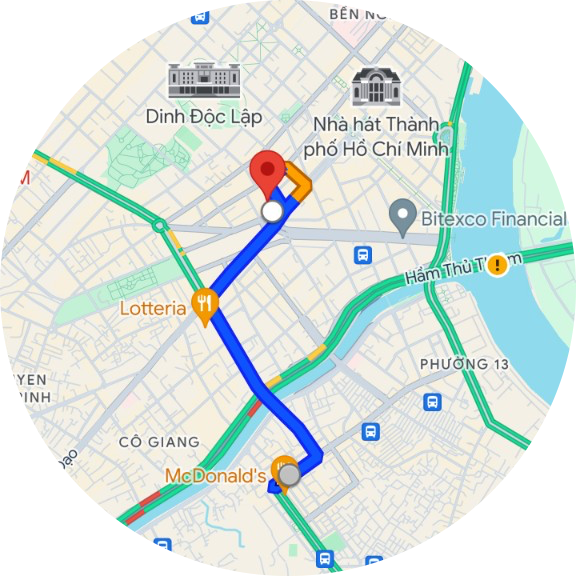 BẾN NG
Dinh Độc Lập
Nhà hát Thành
phố Hồ Chí Minh
M
Bitexco Financial
Hầm Thủ T
m
Lotteria
PHƯỜNG 13
YEN
INH
CÔ GIANG
Đạo
McDonald's